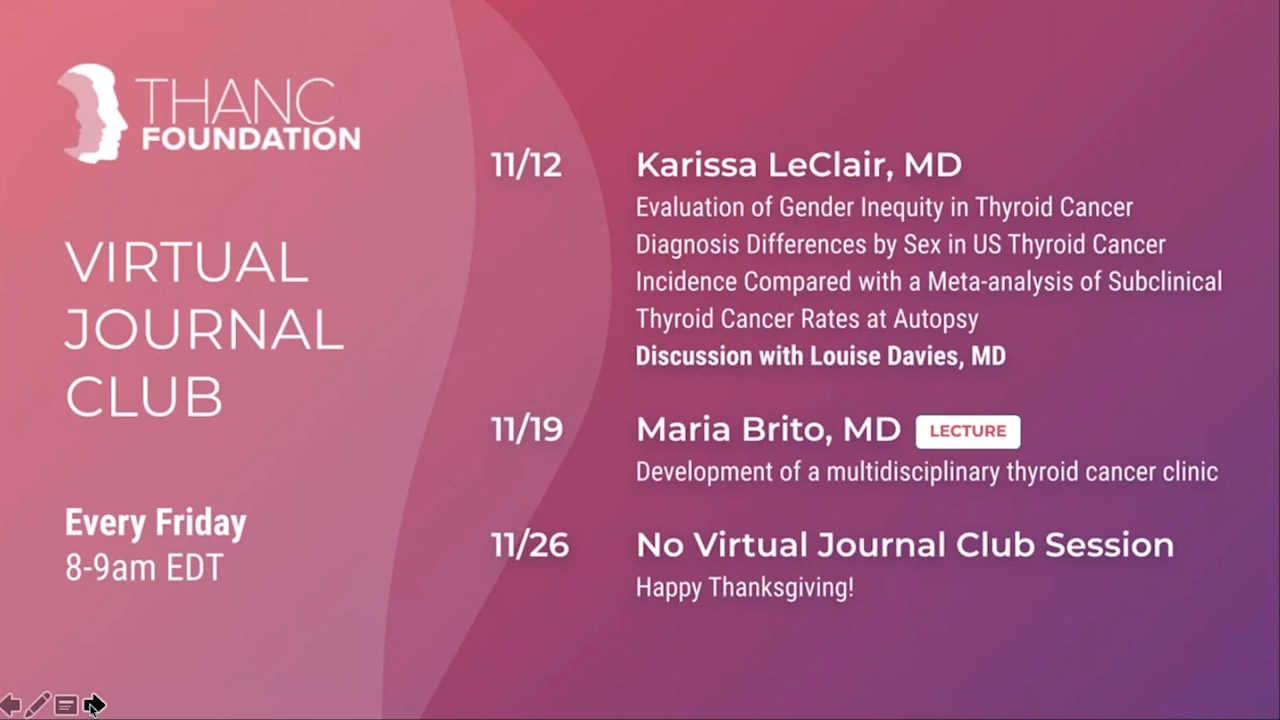 THANC
FOUNDATION
VIRTUAL
JOURNAL
CLUB
Every Friday
8-9am EDT
11/12 Karissa LeClair, MD
Evaluation of Gender Inequity in Thyroid Cancer
Diagnosis Differences by Sex in US Thyroid Cancer
Incidence Compared with a Meta-analysis of Subclinical
Thyroid Cancer Rates at Autopsy
Discussion with Louise Davies, MD
11/19 Maria Brito, MD LECTURE
Development of a multidisciplinary thyroid cancer clinic
11/26 No Virtual Journal Club Session
Happy Thanksgiving!